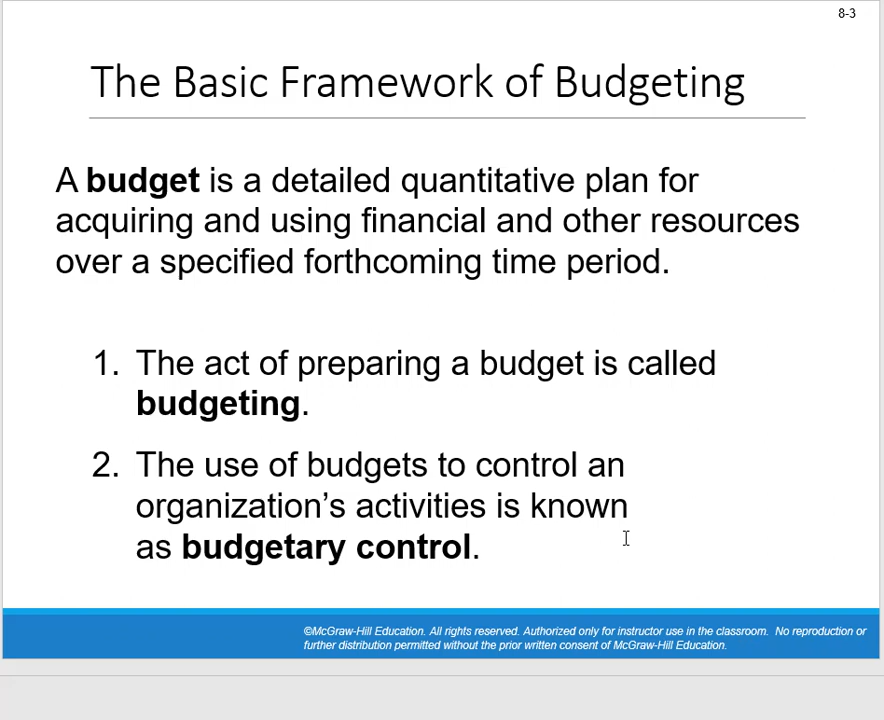 8-3
The Basic Framework of Budgeting
A budget is a detailed quantitative plan for
acquiring and using financial and other resources
over a specified forthcoming time period.
1. The act of preparing a budget is called
budgeting.
2. The use of budgets to control an
organization’s activities is known
as budgetary control.
©McGraw-Hill Education. All rights reserved. Authorized only for instructor use in the classroom. No reproduction or
further distribution permitted without the prior written consent of McGraw-Hill Education.